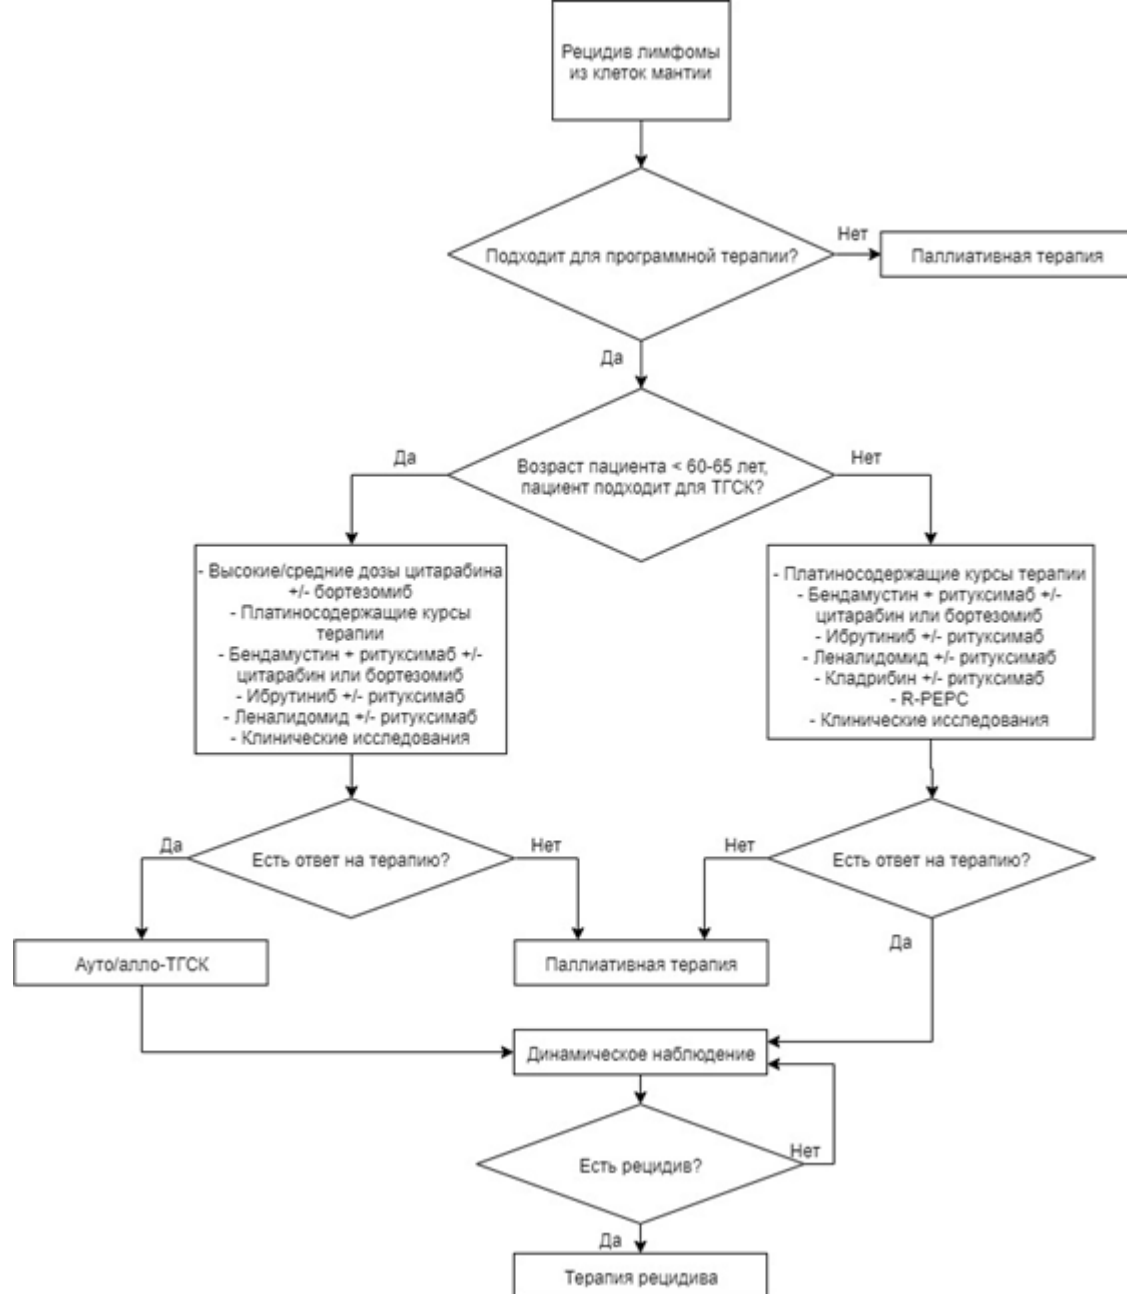 Рецидив лимфомы
из клеток мантии
Подходит для программной терапии?
Нет
Паллиативная терапия
Да
Возраст пациента < 60-65 лет,
пациент подходит для ТГСК?
Да
Нет
- Высокие/средние дозы цитарабина
+/- бортезомиб
- Платиносодержащие курсы
терапии
- Бендамустин + ритуксимаб +/-
цитарабин или бортезомиб
- Ибрутиниб +/- ритуксимаб
- Леналидомид +/- ритуксимаб
- Клинические исследования
- Платиносодержащие курсы терапии
- Бендамустин + ритуксимаб +/-
цитарабин или бортезомиб
- Ибрутиниб +/- ритуксимаб
- Леналидомид +/- ритуксимаб
- Кладрибин +/- ритуксимаб
- R-PEPC
- Клинические исследования
Да
Есть ответ на терапию?
Нет
Нет
Есть ответ на терапию?
Да
Ауто/алло-ТГСК
Паллиативная терапия
Динамическое наблюдение
Есть рецидив?
Нет
Да
Терапия рецидива